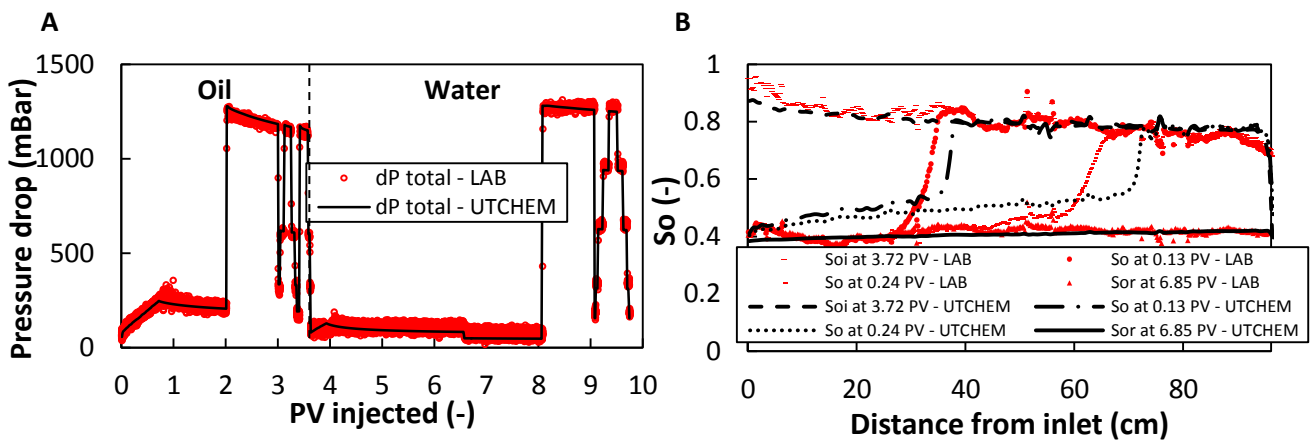 A
Pressure drop (mBar)
1500
1000
500
0
Oil
Water
dP total - LAB
dP total - UTCHEM
0 1 2 3 4 5 6 7 8 9 10
PV injected (-)
B
So (-)
1
0.8
0.6
0.4
0.2
0
Soi at 3.72 PV - LAB
So at 0.13 PV - LAB
So at 0.24 PV - LAB
Sor at 6.85 PV - LAB
Soi at 3.72 PV - UTCHEM
So at 0.13 PV - UTCHEM
So at 0.24 PV - UTCHEM
Sor at 6.85 PV - UTCHEM
0 20 40 60 80
Distance from inlet (cm)